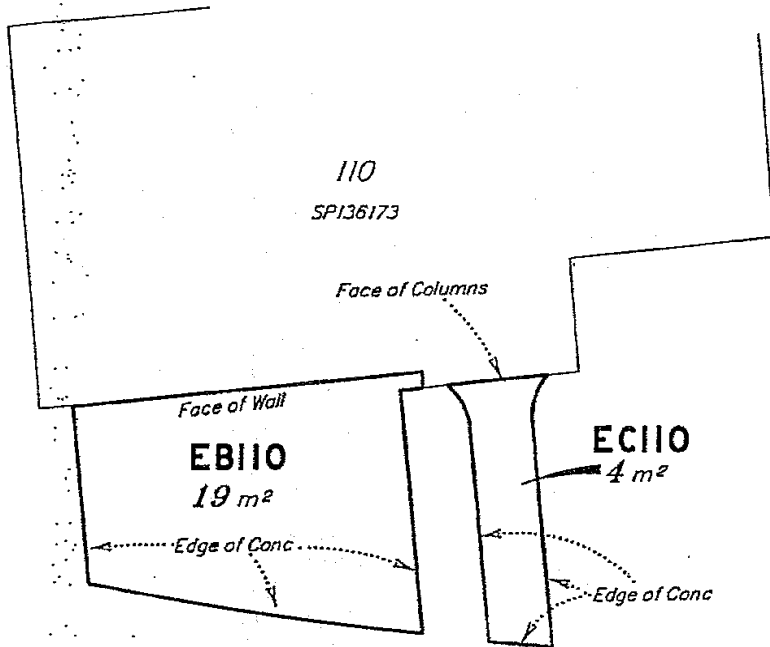 110
SP136173
Face of Columns
Face of Wall
EB110
19 m²
EC110
4 m²
Edge of Conc
Edge of Conc